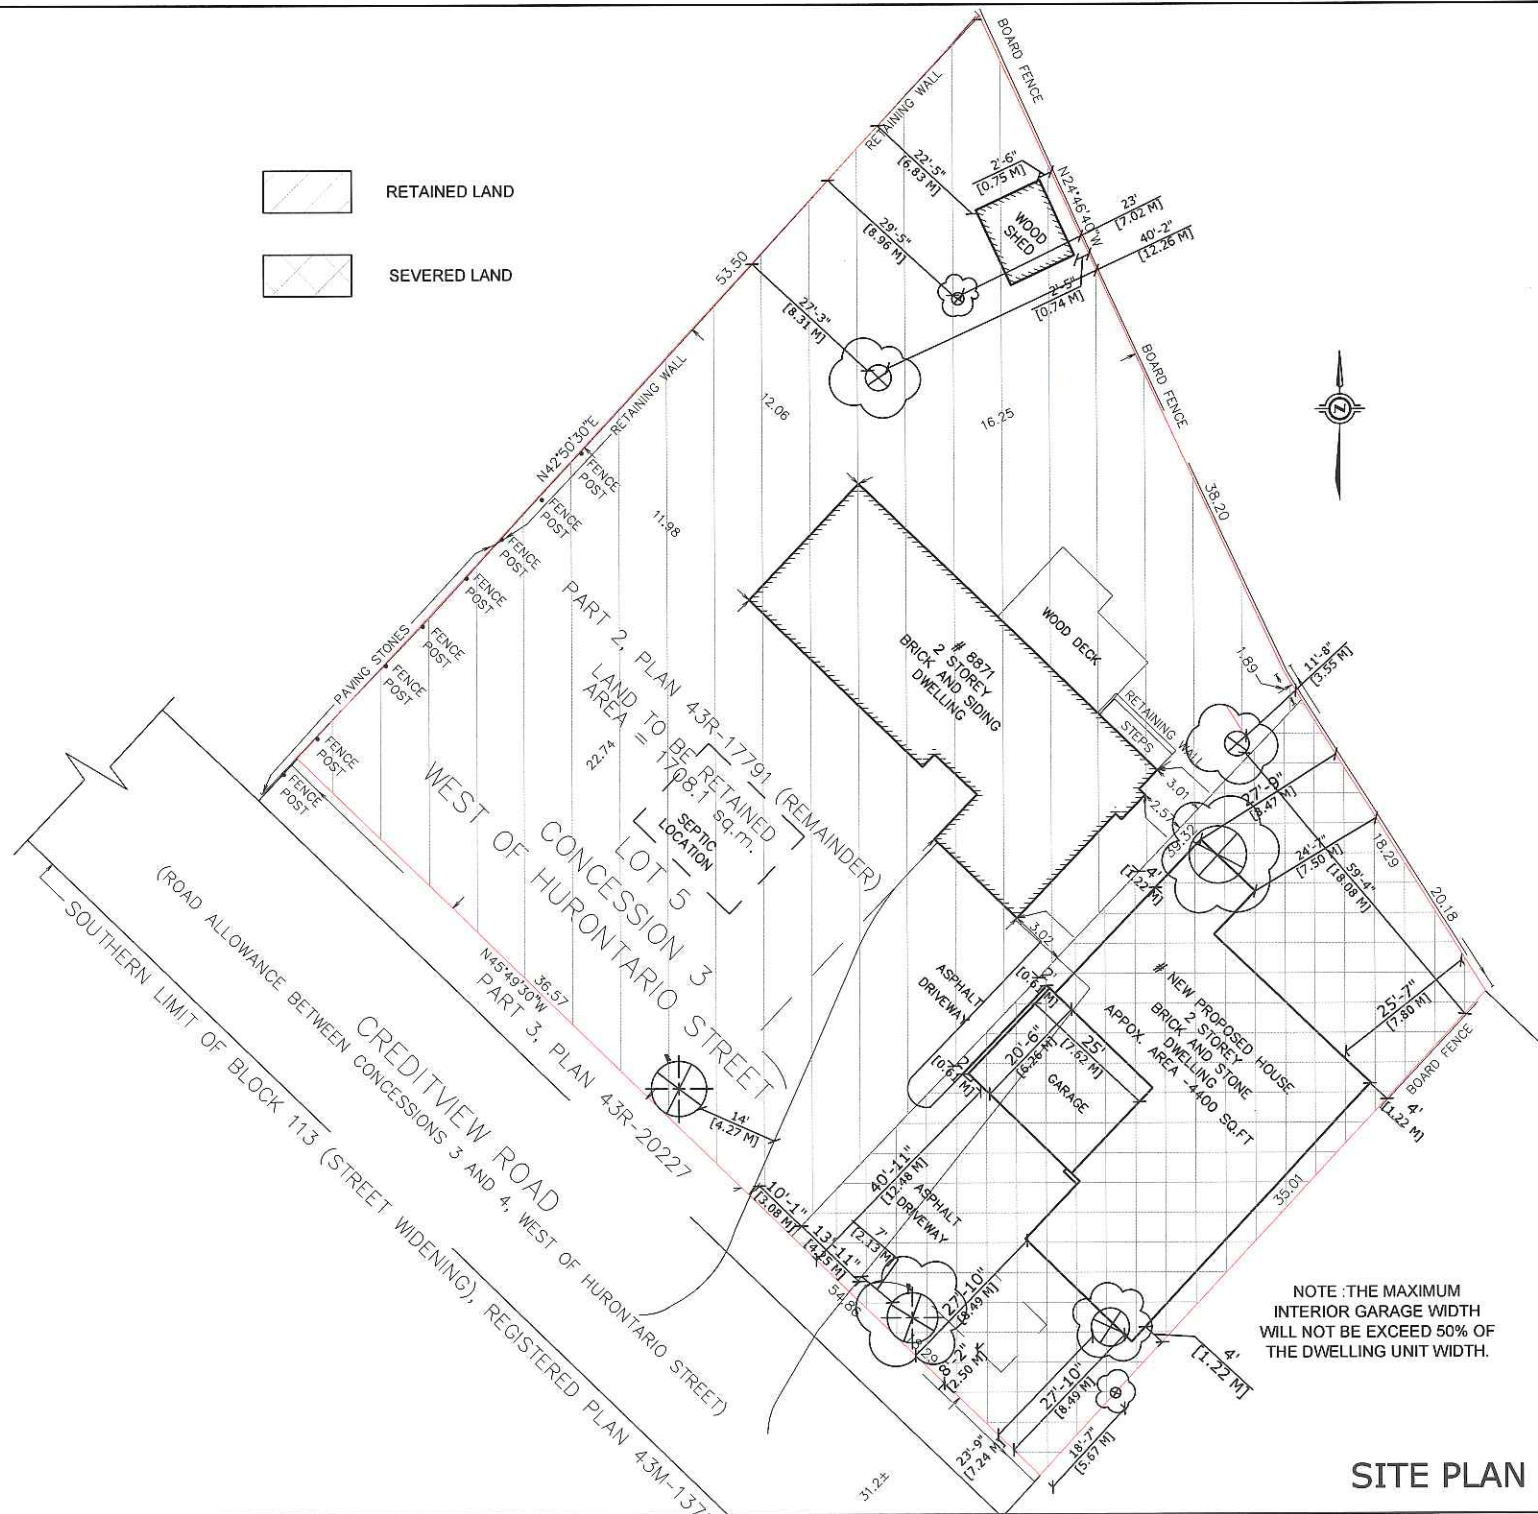 RETAINED LAND
SEVERED LAND
BOARD FENCE
RETAINING WALL
22'-5"
[6.83 M]
2'-6"
[0.75 M]
N24°46'40"W
WOOD
SHED
23'
[7.02 M]
40'-2"
[12.26 M]
29'-5"
[8.96 M]
2'-5"
[0.74 M]
53.50
27'-3"
[8.31 M]
BOARD FENCE
RETAINING WALL
12.06
16.25
N
N42°50'30"E
38.20
FENCE
POST
FENCE
POST
FENCE
POST
FENCE
POST
FENCE
POST
FENCE
POST
FENCE
POST
FENCE
POST
11.98
PAVING STONES
PART 2, PLAN 43R-17791 (REMAINDER)
LAND TO BE RETAINED
AREA = 1708.1 sq.m.
22.74
# 8871
2 STOREY
BRICK AND SIDING
DWELLING
WOOD DECK
RETAINING WALL
STEPS
1.89
11'-8"
[3.55 M]
SEPTIC
LOCATION
LOT 5
CONCESSION 3
WEST OF HURONTARIO STREET
3.01
2.57
39.32
27'-9"
[8.47 M]
24'-7"
[7.50 M]
59'-4"
[18.08 M]
18.29
20.18
4'
[1.22 M]
3.02
ASPHALT
DRIVEWAY
2'
[0.61 M]
2'
[0.61 M]
20'-6"
[6.26 M]
25'
[7.62 M]
GARAGE
# NEW PROPOSED HOUSE
2 STOREY
BRICK AND STONE
DWELLING
APPOX. AREA -4400 SQ.FT
25'-7"
[7.80 M]
BOARD FENCE
4'
[1.22 M]
35.01
N45°49'30"W
36.57
PART 3, PLAN 43R-20227
14'
[4.27 M]
(ROAD ALLOWANCE BETWEEN CONCESSIONS 3 AND 4, WEST OF HURONTARIO STREET)
CREDITVIEW ROAD
SOUTHERN LIMIT OF BLOCK 113 (STREET WIDENING), REGISTERED PLAN 43M-137
10'-1"
[3.08 M]
13'-11"
[4.25 M]
40'-11"
[12.48 M]
ASPHALT
DRIVEWAY
7'
[2.13 M]
54.86
27'-10"
[8.49 M]
8'-2"
[2.50 M]
27'-10"
[8.49 M]
23'-9"
[7.24 M]
18'-7"
[5.67 M]
4'
[1.22 M]
31.2±
NOTE :THE MAXIMUM
INTERIOR GARAGE WIDTH
WILL NOT BE EXCEED 50% OF
THE DWELLING UNIT WIDTH.
SITE PLAN